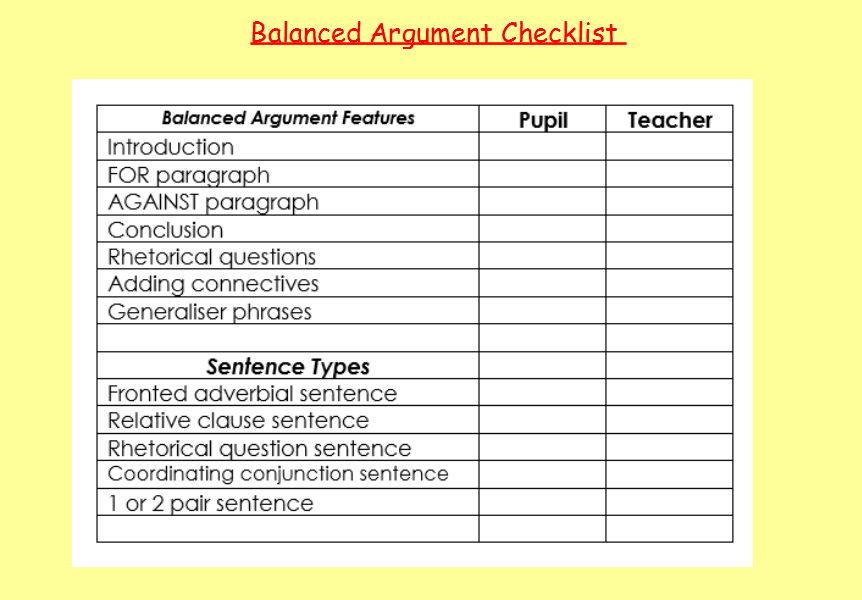 Balanced Argument Checklist
Balanced Argument Features Pupil Teacher
Introduction
FOR paragraph
AGAINST paragraph
Conclusion
Rhetorical questions
Adding connectives
Generaliser phrases
Sentence Types
Fronted adverbial sentence
Relative clause sentence
Rhetorical question sentence
Coordinating conjunction sentence
1 or 2 pair sentence